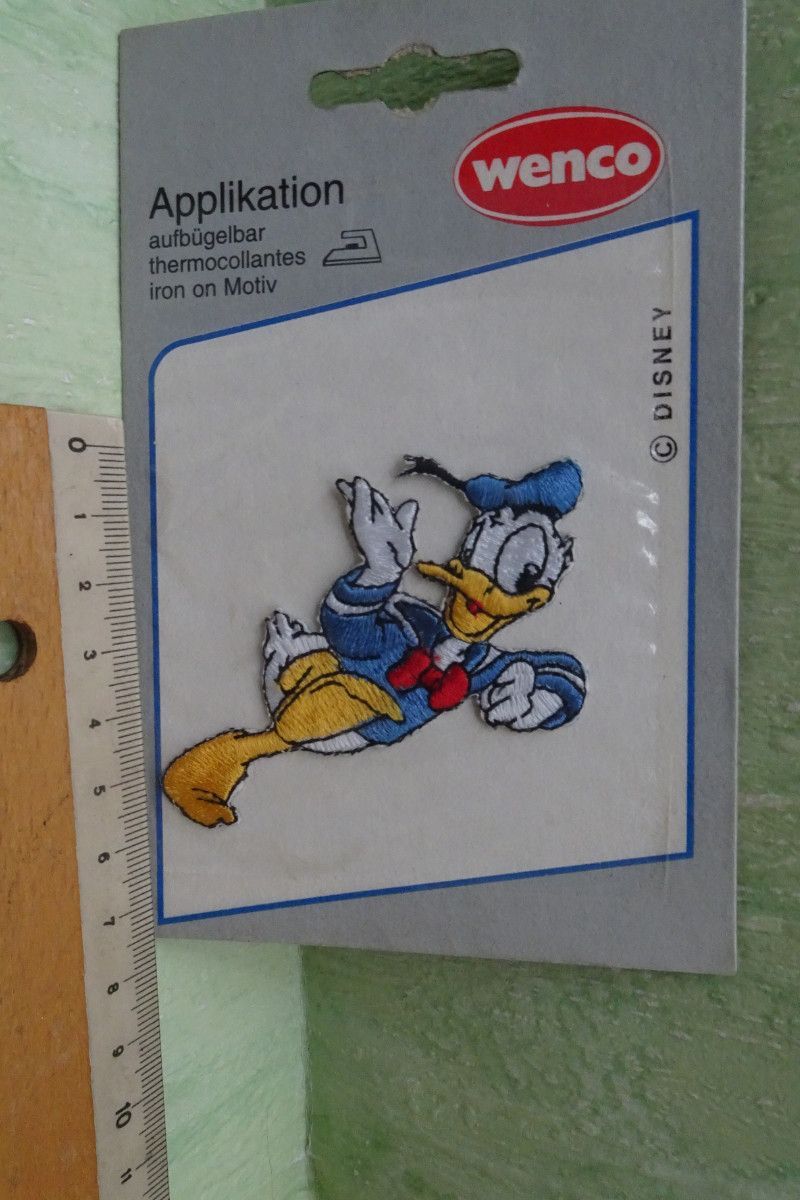 wenco
Applikation
aufbügelbar
thermocollantes
iron on Motiv
© DISNEY
0
1
2
3
4
5
6
7
8
9
10
11